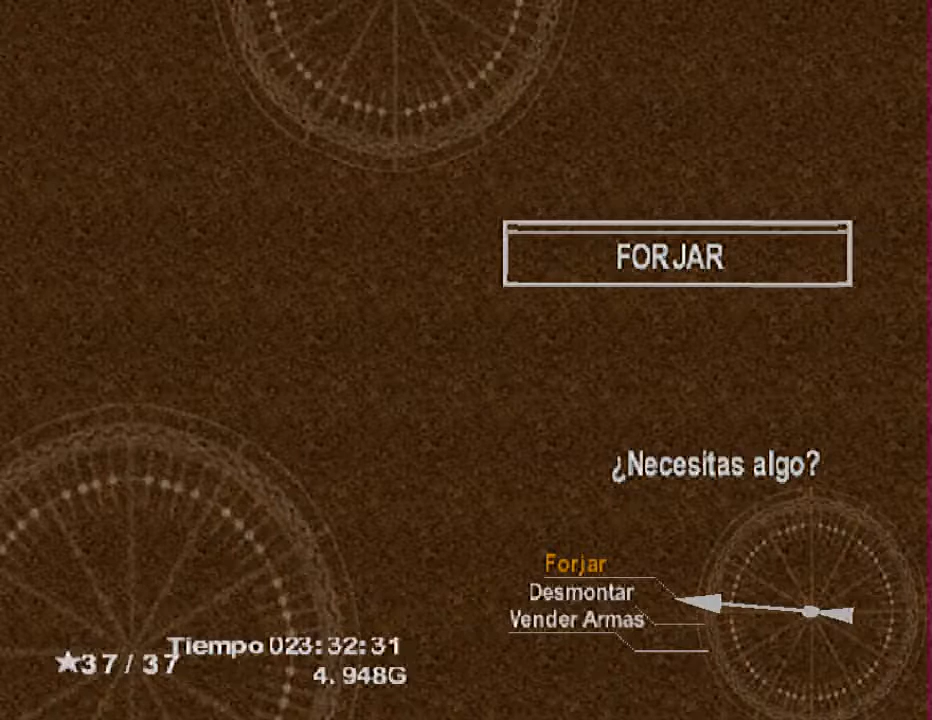 FORJAR
¿Necesitas algo?
Forjar
Desmontar
Vender Armas
Tiempo 023:32:31
★37/37
4.948G